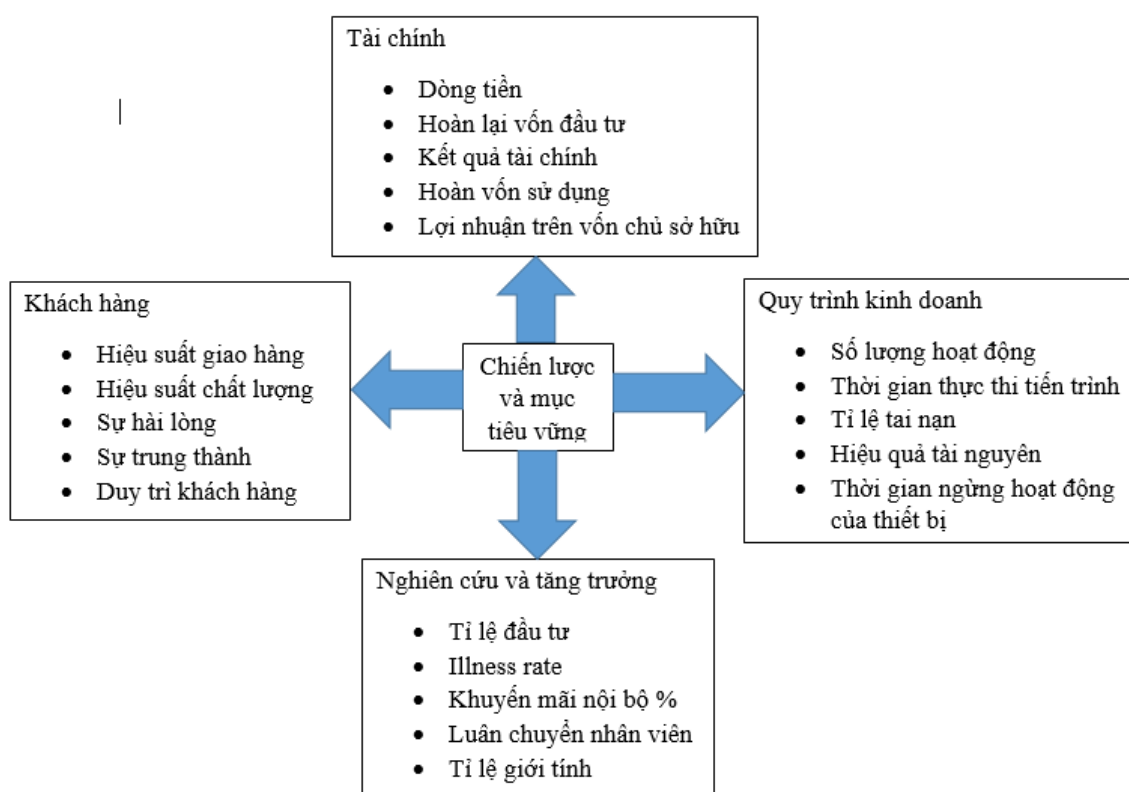 Tài chính
Dòng tiền
Hoàn lại vốn đầu tư
Kết quả tài chính
Hoàn vốn sử dụng
Lợi nhuận trên vốn chủ sở hữu
Khách hàng
Hiệu suất giao hàng
Hiệu suất chất lượng
Sự hài lòng
Sự trung thành
Duy trì khách hàng
Chiến lược
và mục
tiêu vững
Quy trình kinh doanh
Số lượng hoạt động
Thời gian thực thi tiến trình
Tỉ lệ tai nạn
Hiệu quả tài nguyên
Thời gian ngừng hoạt động
của thiết bị
Nghiên cứu và tăng trưởng
Tỉ lệ đầu tư
Illness rate
Khuyến mãi nội bộ %
Luân chuyển nhân viên
Tỉ lệ giới tính